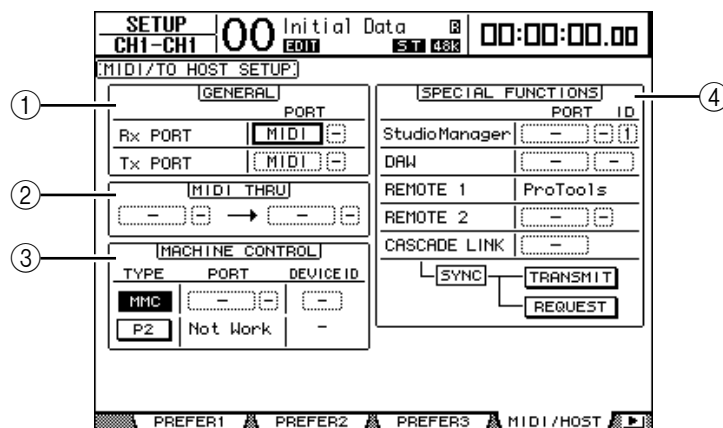 SETUP
CH1-CH1
00 Initial Data
EDIT ST 48K
00:00:00.00
MIDI/TO HOST SETUP
1
GENERAL
PORT
Rx PORT MIDI -
Tx PORT MIDI -
2
MIDI THRU
- - → - -
3
MACHINE CONTROL
TYPE PORT DEVICE ID
MMC - - -
P2 Not Work -
4
SPECIAL FUNCTIONS
PORT ID
StudioManager - - 1
DAW - -
REMOTE 1 ProTools
REMOTE 2 - -
CASCADE LINK -
SYNC TRANSMIT
REQUEST
PREFER1 PREFER2 PREFER3 MIDI/HOST